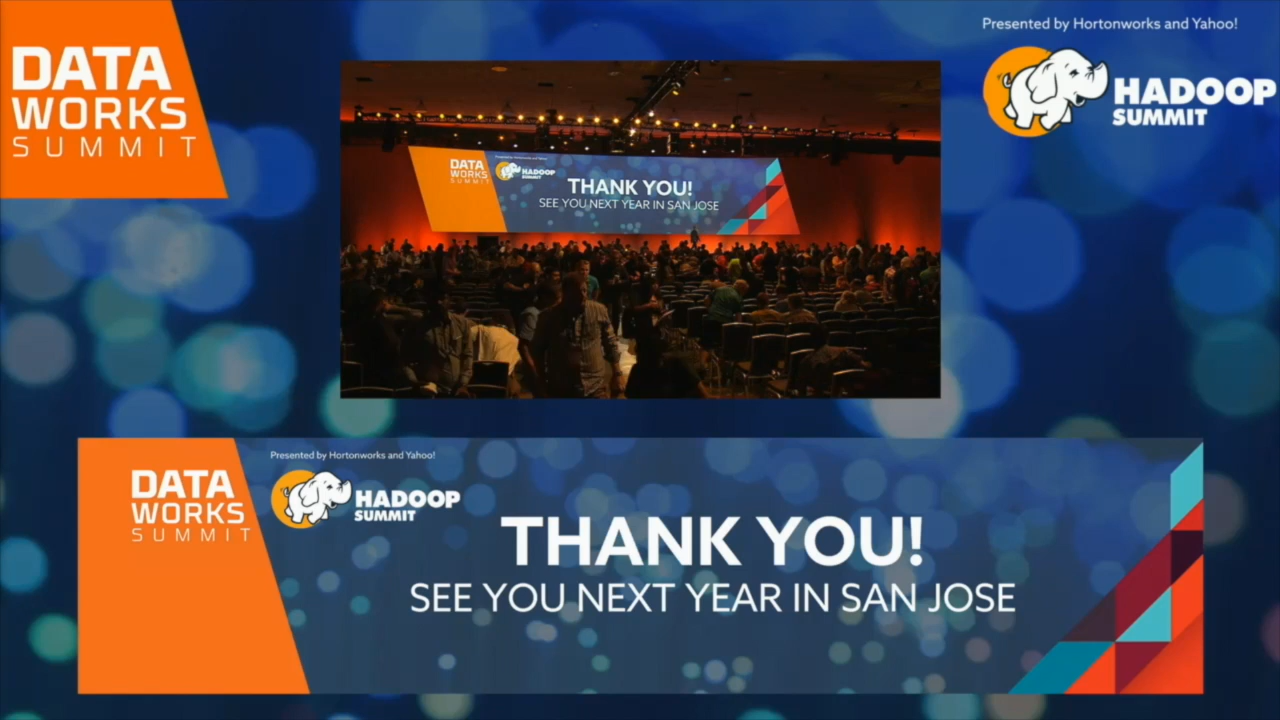 DATA
WORKS
SUMMIT
Presented by Hortonworks and Yahoo!
HADOOP
SUMMIT
DATA
WORKS
SUMMIT
HADOOP
SUMMIT
THANK YOU!
SEE YOU NEXT YEAR IN SAN JOSE
DATA
WORKS
SUMMIT
Presented by Hortonworks and Yahoo!
HADOOP
SUMMIT
THANK YOU!
SEE YOU NEXT YEAR IN SAN JOSE